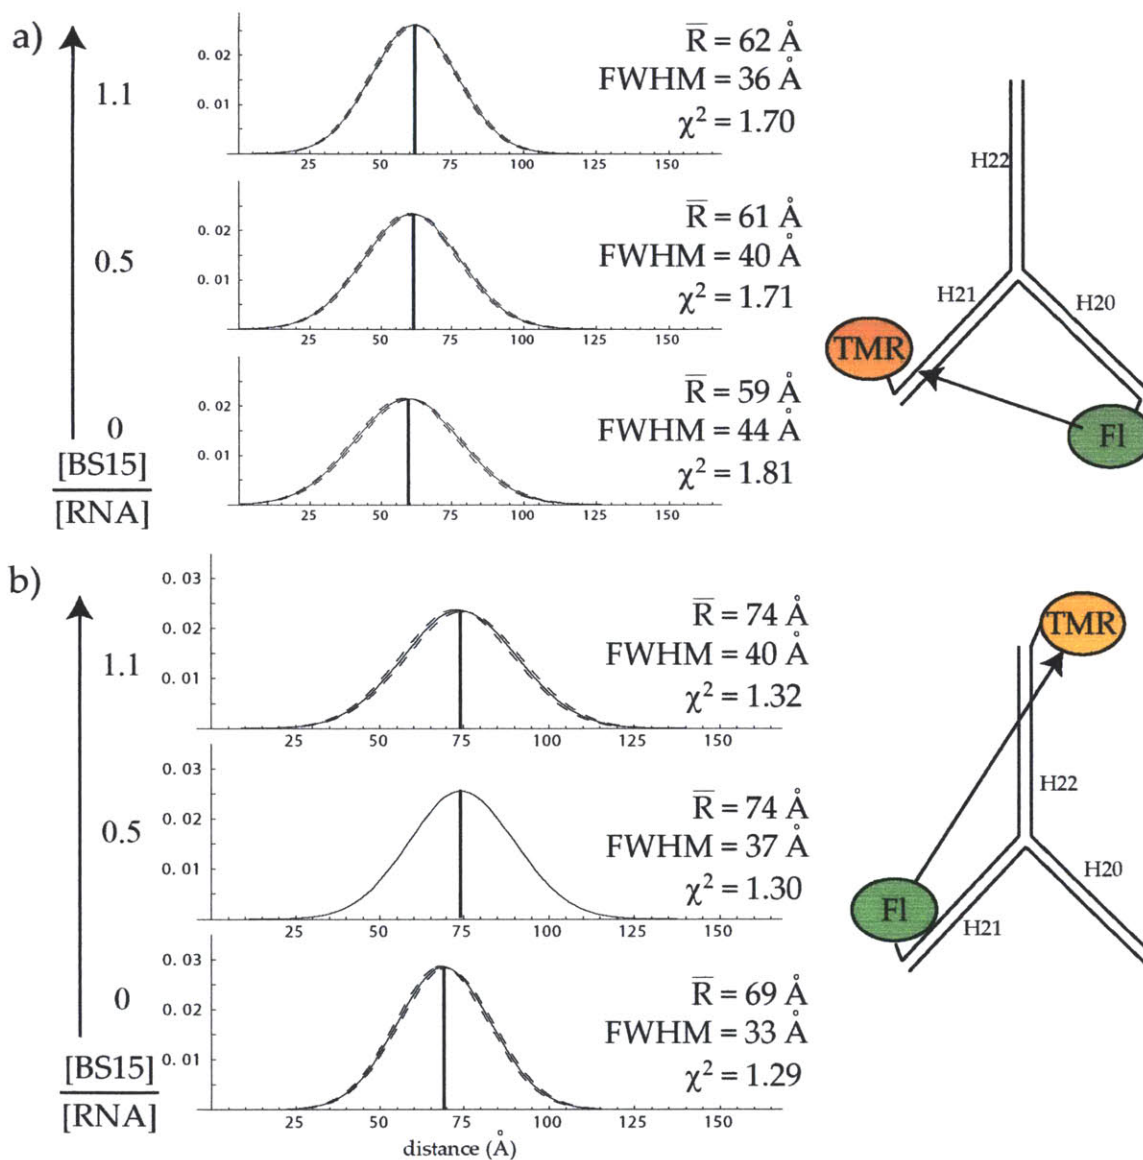 a)
1.1
0.5
0
[BS15]
[RNA]
0. 02
0. 01
25 50 75 100 125 150
R̅ = 62 Å
FWHM = 36 Å
χ² = 1.70
0. 02
0. 01
25 50 75 100 125 150
R̅ = 61 Å
FWHM = 40 Å
χ² = 1.71
0. 02
0. 01
25 50 75 100 125 150
R̅ = 59 Å
FWHM = 44 Å
χ² = 1.81
H22
H21
H20
TMR
Fl
b)
1.1
0.5
0
[BS15]
[RNA]
0. 03
0. 02
0. 01
25 50 75 100 125 150
R̅ = 74 Å
FWHM = 40 Å
χ² = 1.32
0. 03
0. 02
0. 01
25 50 75 100 125 150
R̅ = 74 Å
FWHM = 37 Å
χ² = 1.30
0. 03
0. 02
0. 01
25 50 75 100 125 150
distance (Å)
R̅ = 69 Å
FWHM = 33 Å
χ² = 1.29
TMR
H22
H20
Fl
H21